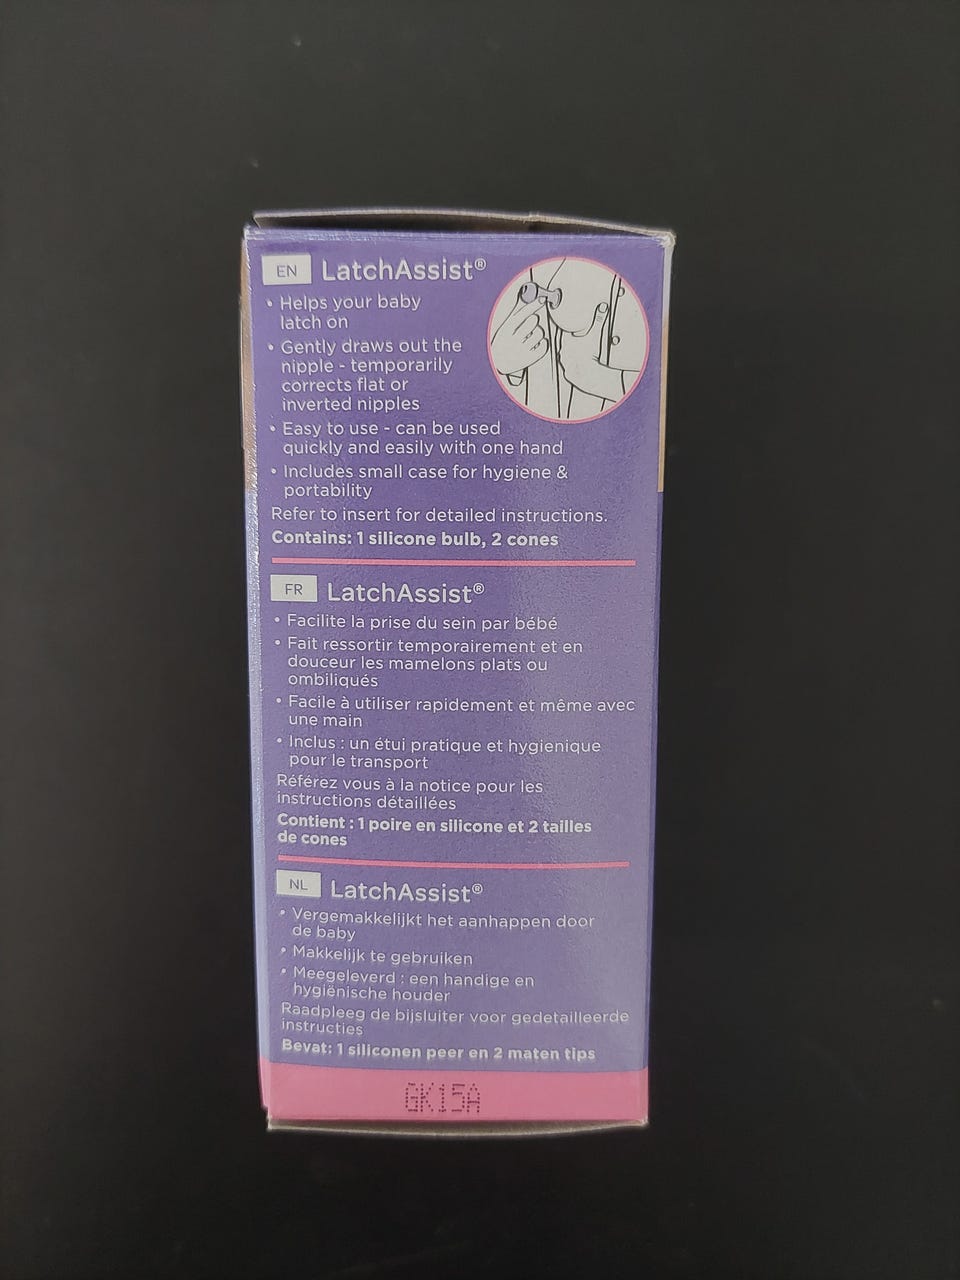 EN LatchAssist®
• Helps your baby
latch on
• Gently draws out the
nipple - temporarily
corrects flat or
inverted nipples
• Easy to use - can be used
quickly and easily with one hand
• Includes small case for hygiene &
portability
Refer to insert for detailed instructions.
Contains: 1 silicone bulb, 2 cones
FR LatchAssist®
• Facilite la prise du sein par bébé
• Fait ressortir temporairement et en
douceur les mamelons plats ou
ombiliqués
• Facile à utiliser rapidement et même avec
une main
• Inclus : un étui pratique et hygienique
pour le transport
Référez vous à la notice pour les
instructions détaillées
Contient : 1 poire en silicone et 2 tailles
de cones
NL LatchAssist®
• Vergemakkelijkt het aanhappen door
de baby
• Makkelijk te gebruiken
• Meegeleverd : een handige en
hygiënische houder
Raadpleeg de bijsluiter voor gedetailleerde
instructies
Bevat: 1 siliconen peer en 2 maten tips
GK15A